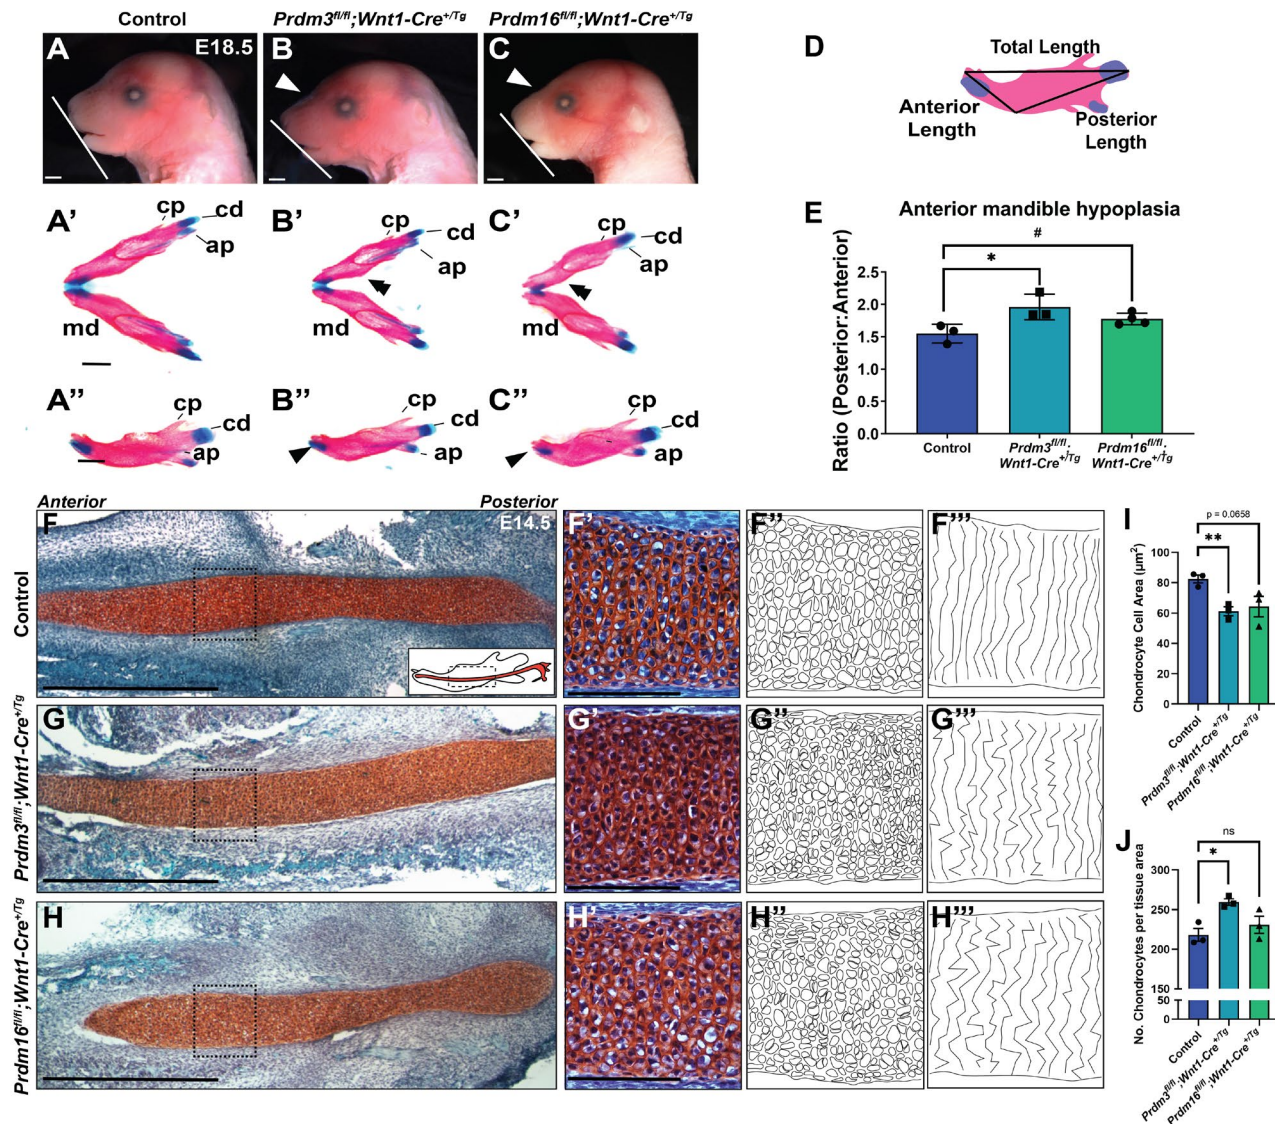 Control
Prdm3fl/fl;Wnt1-Cre+/Tg
Prdm16fl/fl;Wnt1-Cre+/Tg
A
E18.5
B
C
A’
cp
cd
ap
md
B’
cp
cd
ap
md
C’
cp
cd
ap
md
A’’
cp
cd
ap
B’’
cp
cd
ap
C’’
cp
cd
ap
D
Total Length
Anterior
Length
Posterior
Length
E
Anterior mandible hypoplasia
#
*
Ratio (Posterior:Anterior)
2.5
2.0
1.5
1.0
0.5
0.0
Control
Prdm3fl/fl;
Wnt1-Cre+/Tg
Prdm16fl/fl;
Wnt1-Cre+/Tg
Anterior
Posterior
Control
F
E14.5
F’
F’’
F’’’
Prdm3fl/fl;Wnt1-Cre+/Tg
G
G’
G’’
G’’’
Prdm16fl/fl;Wnt1-Cre+/Tg
H
H’
H’’
H’’’
I
p = 0.0658
**
Chondrocyte Cell Area (μm2)
100
80
60
40
20
0
Control
Prdm3fl/fl;Wnt1-Cre+/Tg
Prdm16fl/fl;Wnt1-Cre+/Tg
J
ns
*
No. Chondrocytes per tissue area
300
250
200
150
50
0
Control
Prdm3fl/fl;Wnt1-Cre+/Tg
Prdm16fl/fl;Wnt1-Cre+/Tg